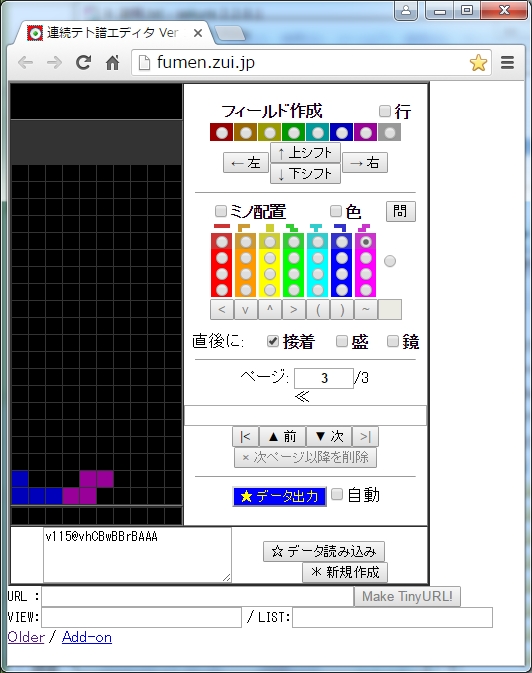 連続テト譜エディタ Ver
fumen.zui.jp
フィールド作成 行
← 左 ↑ 上シフト → 右
↓ 下シフト
ミノ配置 色 問
< v ^ > ( ) ~
直後に: 接着 盛 鏡
ページ: 3 /3
≪
|< ▲ 前 ▼ 次 >|
× 次ページ以降を削除
★ データ出力 自動
v115@vhCBwBBrBAAA
☆ データ読み込み
＊ 新規作成
URL : Make TinyURL!
VIEW: / LIST:
Older / Add-on